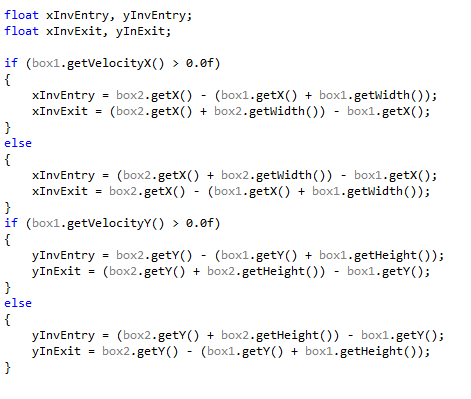 float xInvEntry, yInvEntry;
float xInvExit, yInExit;

if (box1.getVelocityX() > 0.0f)
{
    xInvEntry = box2.getX() - (box1.getX() + box1.getWidth());
    xInvExit = (box2.getX() + box2.getWidth()) - box1.getX();
}
else
{
    xInvEntry = (box2.getX() + box2.getWidth()) - box1.getX();
    xInvExit = box2.getX() - (box1.getX() + box1.getWidth());
}
if (box1.getVelocityY() > 0.0f)
{
    yInvEntry = box2.getY() - (box1.getY() + box1.getHeight());
    yInExit = (box2.getY() + box2.getHeight()) - box1.getY();
}
else
{
    yInvEntry = (box2.getY() + box2.getHeight()) - box1.getY();
    yInExit = box2.getY() - (box1.getY() + box1.getHeight());
}